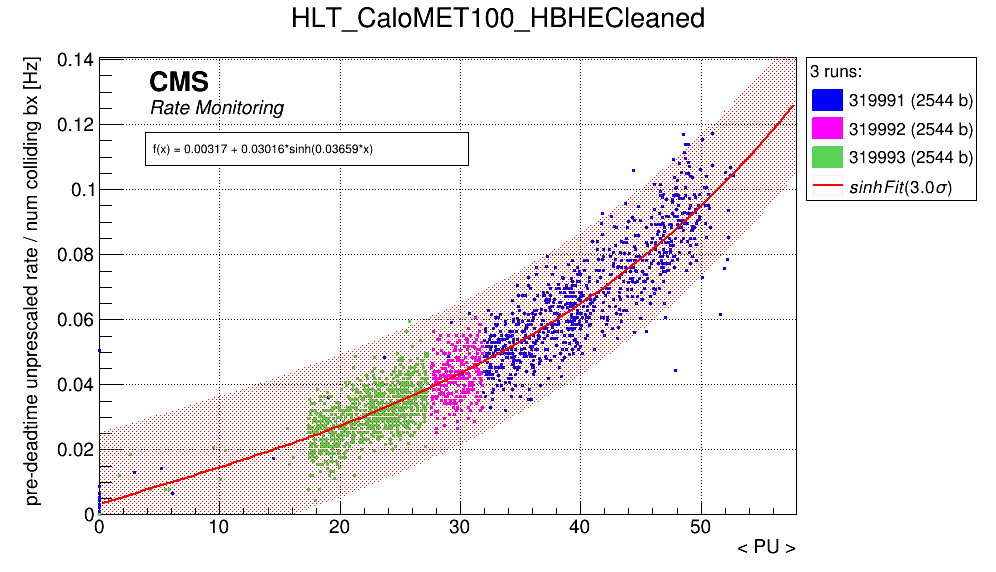 HLT_CaloMET100_HBHECleaned
pre-deadtime unprescaled rate / num colliding bx [Hz]
0.14
0.12
0.1
0.08
0.06
0.04
0.02
0
CMS
Rate Monitoring
f(x) = 0.00317 + 0.03016*sinh(0.03659*x)
0 10 20 30 40 50
< PU >
3 runs:
319991 (2544 b)
319992 (2544 b)
319993 (2544 b)
sinhFit(3.0σ)